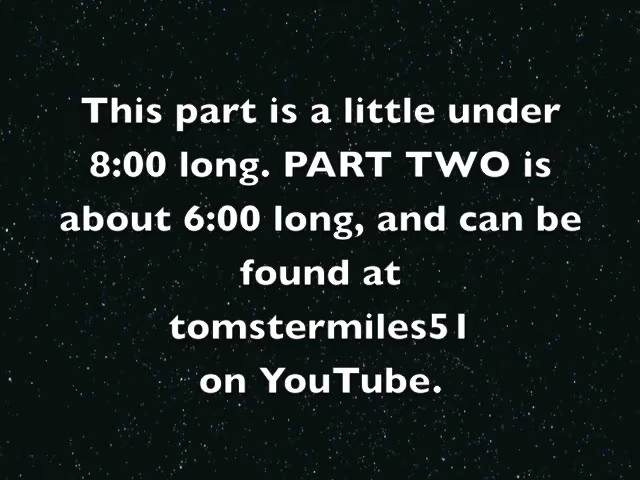 This part is a little under
8:00 long. PART TWO is
about 6:00 long, and can be
found at
tomstermiles51
on YouTube.